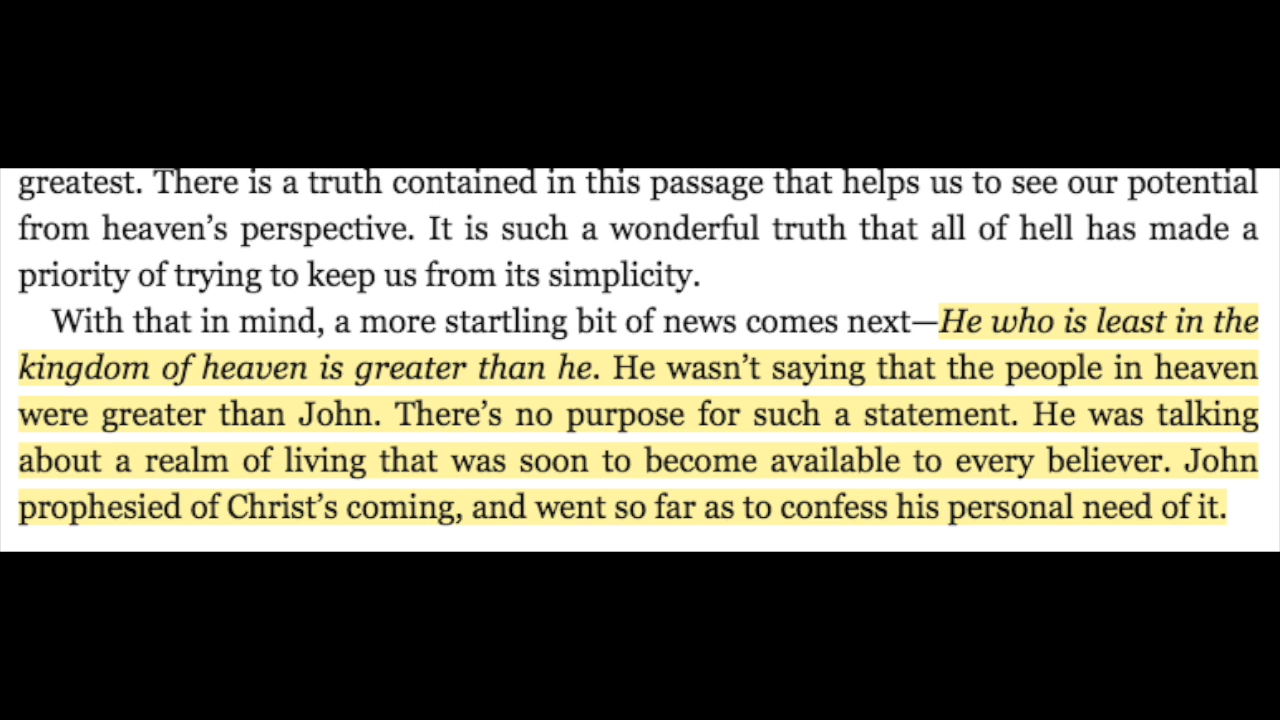 greatest. There is a truth contained in this passage that helps us to see our potential
from heaven’s perspective. It is such a wonderful truth that all of hell has made a
priority of trying to keep us from its simplicity.
With that in mind, a more startling bit of news comes next—He who is least in the
kingdom of heaven is greater than he. He wasn’t saying that the people in heaven
were greater than John. There’s no purpose for such a statement. He was talking
about a realm of living that was soon to become available to every believer. John
prophesied of Christ’s coming, and went so far as to confess his personal need of it.